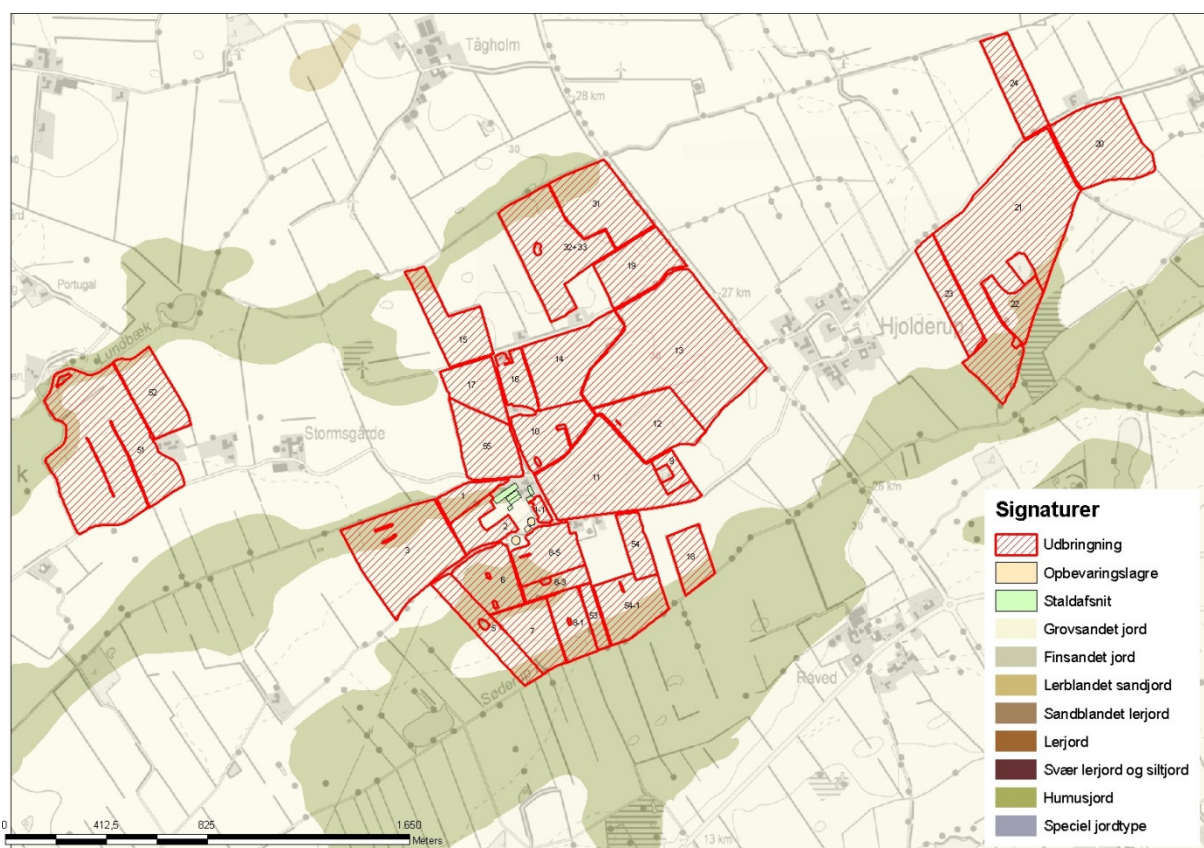 Tågholm
28 km
30
24
20
31
21
32+33
19
Portugal
23
27 km
22
Lundbæk
15
Hjolderup
13
14
16
17
52
10
12
55
51
Stormsgårde
11
9
k
26 km
1
1-1
30
2
3
8-5
54
18
6
8-3
54-1
53
8-1
5
7
Raved
13 km
Signaturer
Udbringning
Opbevaringslagre
Staldafsnit
Grovsandet jord
Finsandet jord
Lerblandet sandjord
Sandblandet lerjord
Lerjord
Svær lerjord og siltjord
Humusjord
Speciel jordtype
0 412,5 825 1.650
Meters